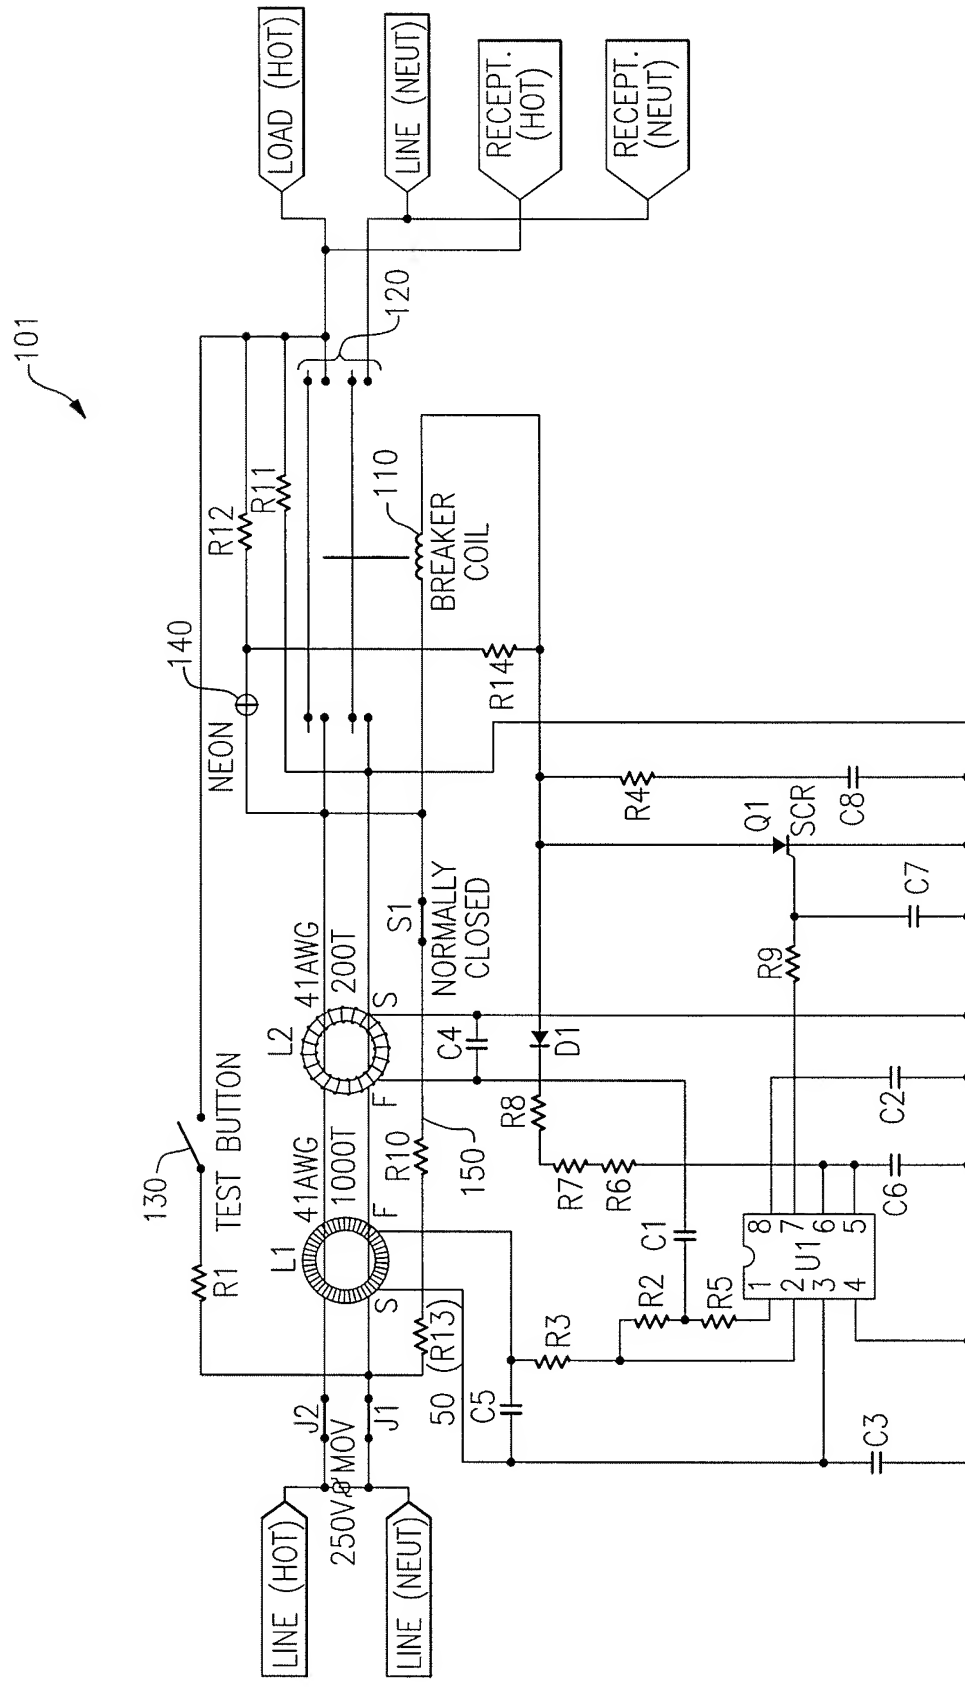 101
LOAD (HOT)
LINE (NEUT)
RECEPT.
(HOT)
RECEPT.
(NEUT)
120
R12
R11
110
BREAKER
COIL
140
NEON
R14
R4
C8
Q1
SCR
C7
R9
130
TEST BUTTON
R1
L2
41AWG
200T
S
F
S1
NORMALLY
CLOSED
C4
D1
R8
L1
41AWG
1000T
F
S
R10
150
R7
R6
C2
C6
C1
8
7
6
5
U1
1
2
3
4
R2
R5
R3
(R13)
50
C5
C3
J2
J1
250V
MOV
LINE (HOT)
LINE (NEUT)